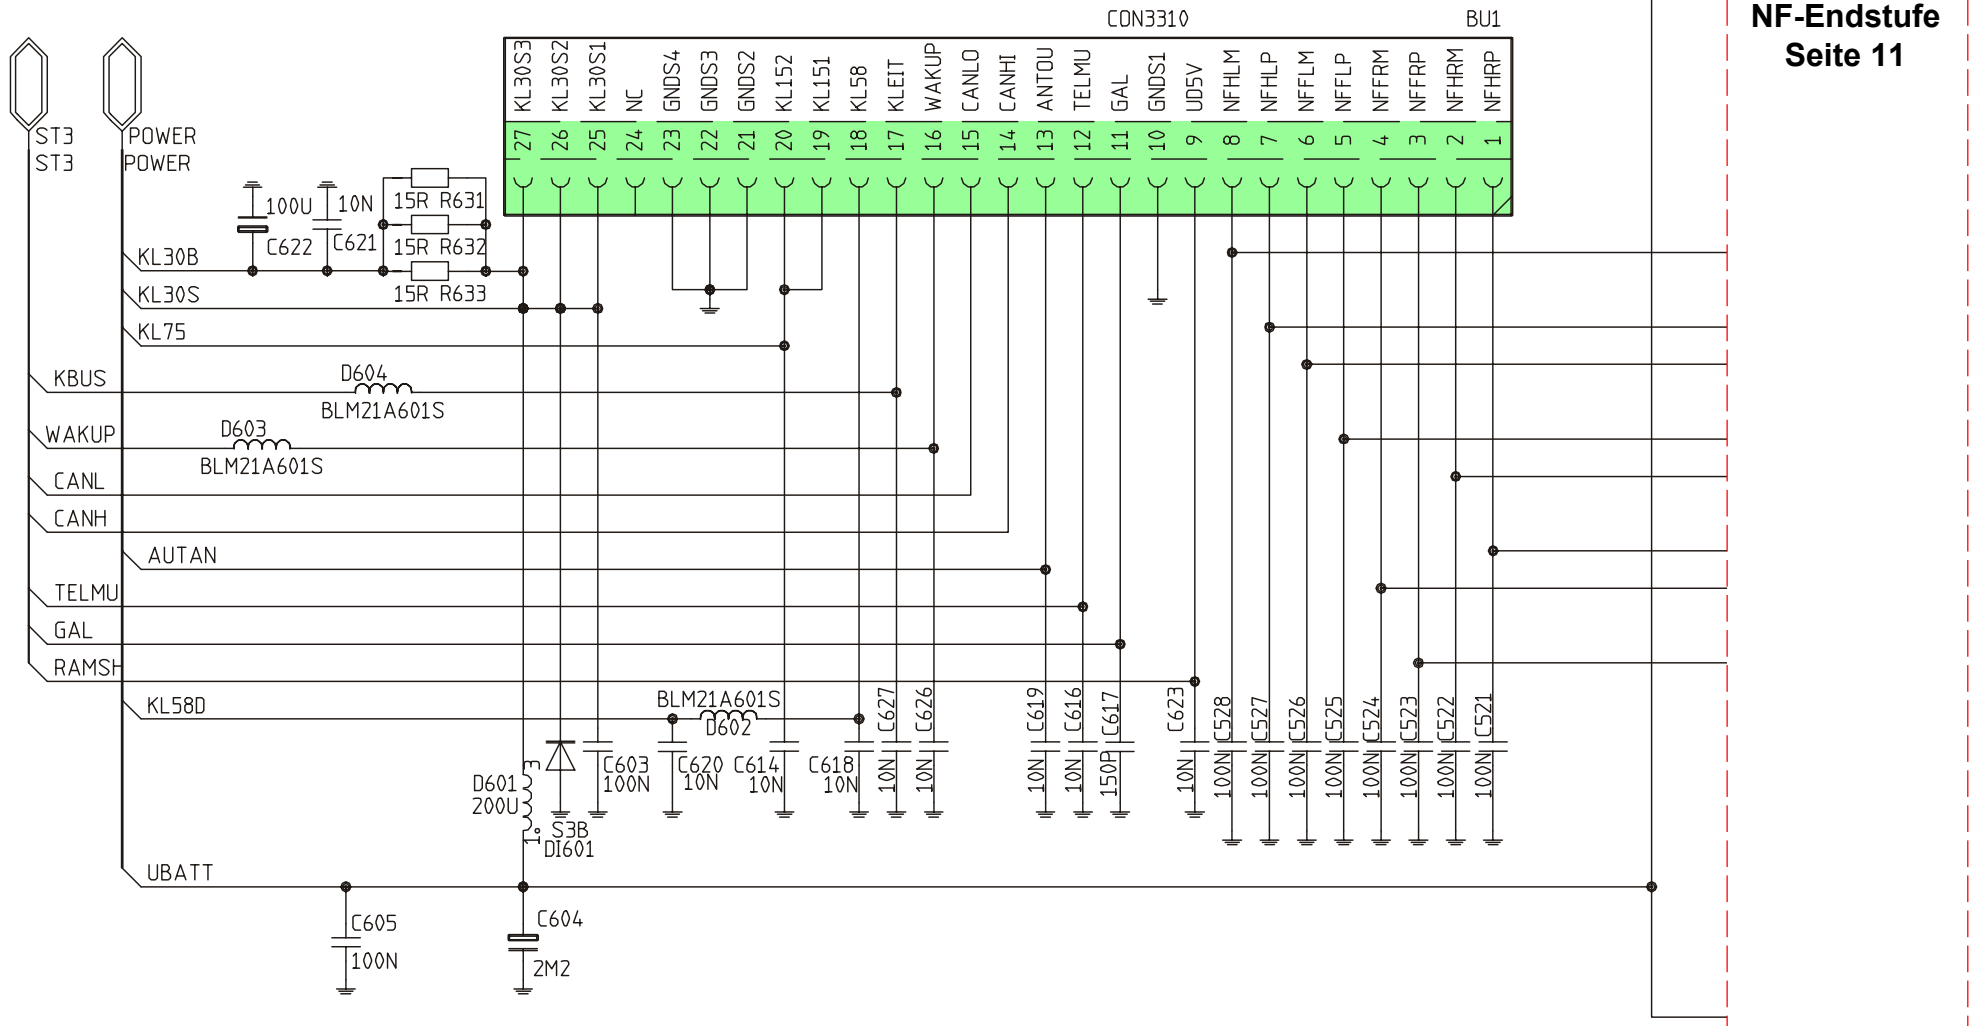 CON3310
BU1
NF-Endstufe
Seite 11
KL30S3
KL30S2
KL30S1
NC
GNDS4
GNDS3
GNDS2
KL152
KL151
KL58
KLEIT
WAKUP
CANLO
CANHI
ANTOU
TELMU
GAL
GNDS1
UD5V
NFHLM
NFHLP
NFFLM
NFFLP
NFFRM
NFFRP
NFHRM
NFHRP
27 26 25 24 23 22 21 20 19 18 17 16 15 14 13 12 11 10 9 8 7 6 5 4 3 2 1
ST3 POWER
ST3 POWER
100U
C622
10N
C621
15R R631
15R R632
15R R633
KL30B
KL30S
KL75
KBUS
D604
BLM21A601S
WAKUP
D603
BLM21A601S
CANL
CANH
AUTAN
TELMU
GAL
RAMSH
KL58D
BLM21A601S
D602
D601
200U
3
1
S3B
DI601
C603
100N
C620
10N
C614
10N
C618
10N
C627
10N
C626
10N
C619
10N
C616
10N
C617
150P
C623
10N
C528
100N
C527
100N
C526
100N
C525
100N
C524
100N
C523
100N
C522
100N
C521
100N
UBATT
C605
100N
C604
2M2